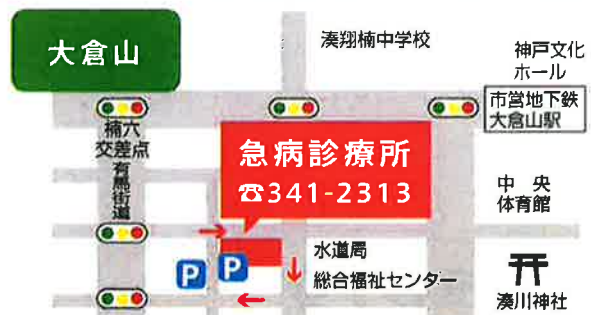 大倉山
湊翔楠中学校
神戸文化
ホール
市営地下鉄
大倉山駅
楠六
交差点
有馬街道
急病診療所
☎341-2313
中央
体育館
水道局
総合福祉センター
P
P
湊川神社